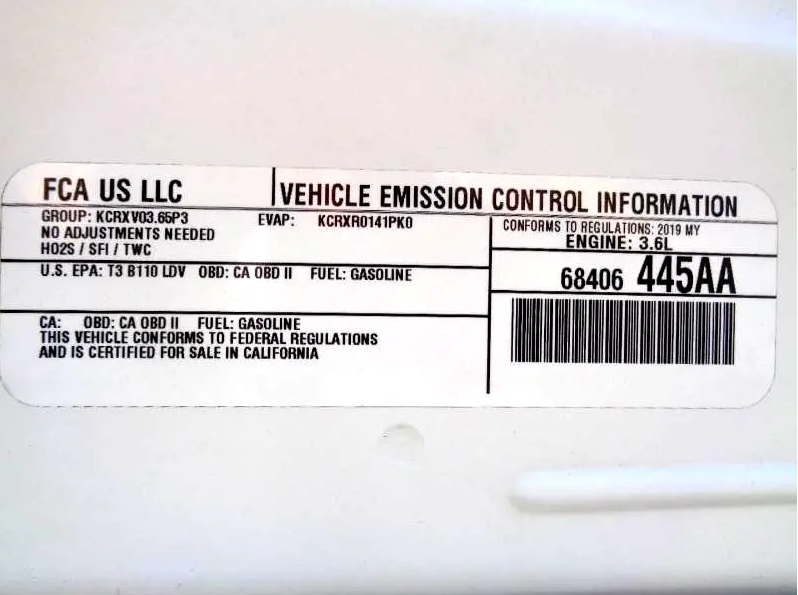 FCA US LLC
VEHICLE EMISSION CONTROL INFORMATION
GROUP: KCRXV03.65P3 EVAP: KCRXR0141PK0
NO ADJUSTMENTS NEEDED
HO2S / SFI / TWC
CONFORMS TO REGULATIONS: 2019 MY
ENGINE: 3.6L
U.S. EPA: T3 B110 LDV OBD: CA OBD II FUEL: GASOLINE
68406 445AA
CA: OBD: CA OBD II FUEL: GASOLINE
THIS VEHICLE CONFORMS TO FEDERAL REGULATIONS
AND IS CERTIFIED FOR SALE IN CALIFORNIA